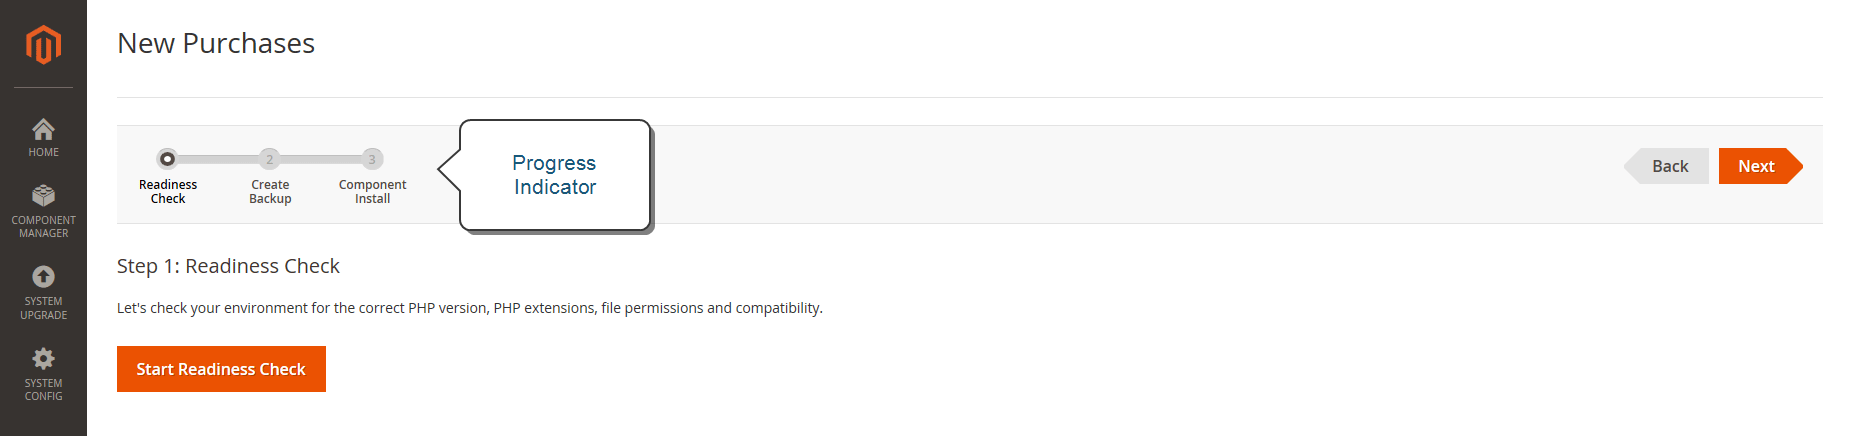 New Purchases
HOME
COMPONENT
MANAGER
SYSTEM
UPGRADE
SYSTEM
CONFIG
2
3
Readiness
Check
Create
Backup
Component
Install
Progress
Indicator
Back
Next
Step 1: Readiness Check
Let's check your environment for the correct PHP version, PHP extensions, file permissions and compatibility.
Start Readiness Check